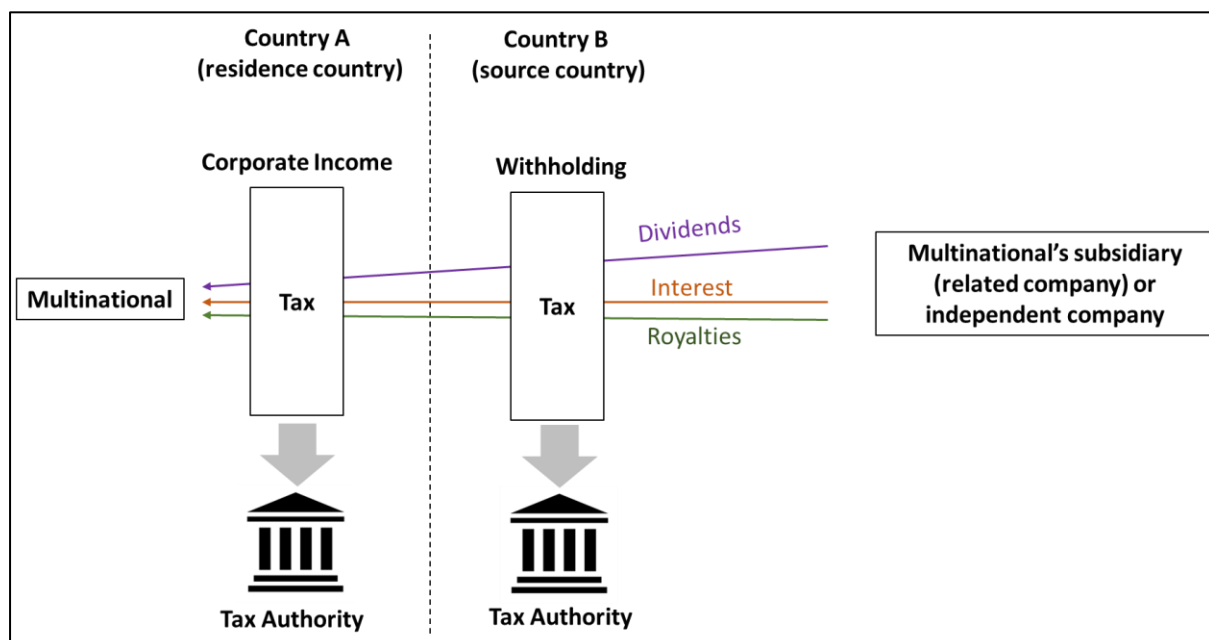 Country A
(residence country)
Country B
(source country)
Corporate Income
Withholding
Dividends
Multinational's subsidiary
(related company) or
independent company
Interest
Multinational
Tax
Tax
Royalties
Tax Authority
Tax Authority